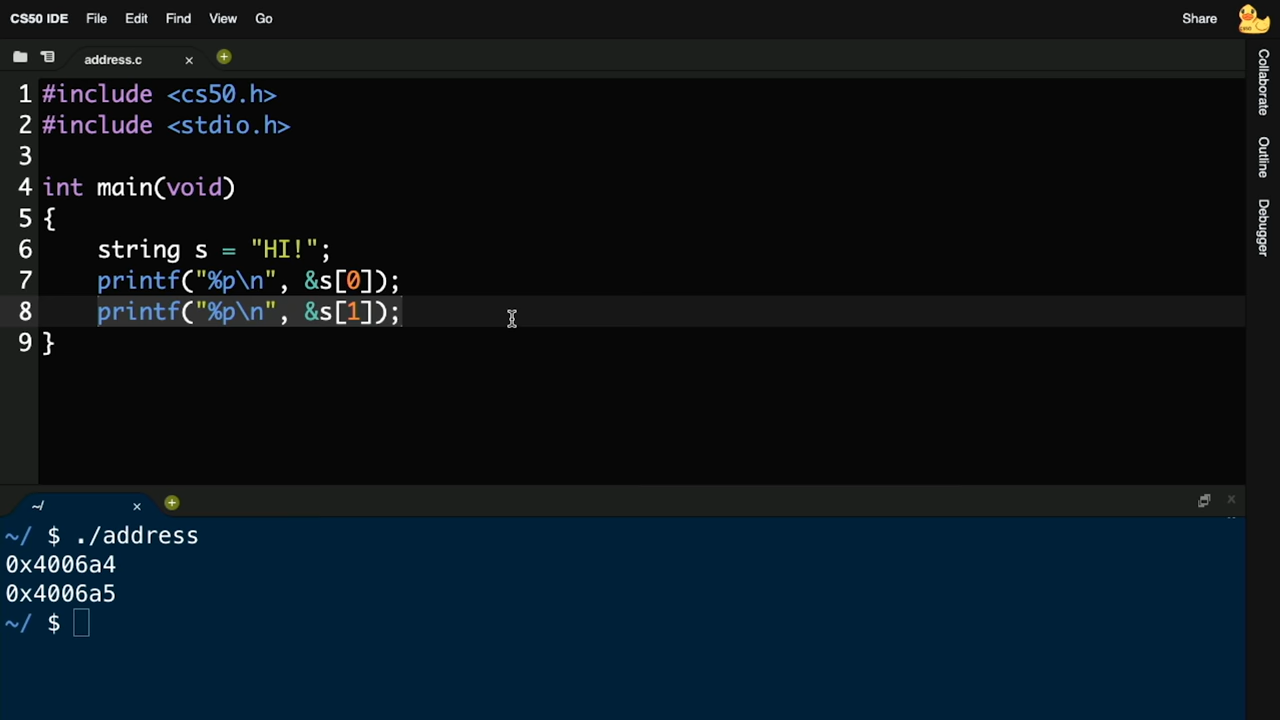 CS50 IDE File Edit Find View Go Share
address.c
1 #include <cs50.h>
2 #include <stdio.h>
3
4 int main(void)
5 {
6     string s = "HI!";
7     printf("%p\n", &s[0]);
8     printf("%p\n", &s[1]);
9 }
Collaborate
Outline
Debugger
~/
~/ $ ./address
0x4006a4
0x4006a5
~/ $